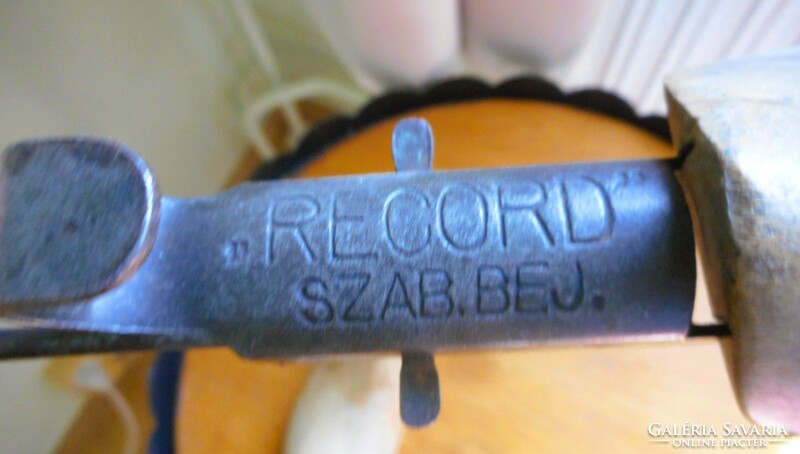 „RECORD”
SZAB.BEJ.
GALÉRIA SAVARIA
ONLINE PIACTÉR